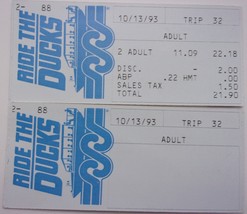 2- 88
RIDE THE DUCKS
10/13/93 TRIP 32
ADULT
2 ADULT 11.09 22.18
DISC. - 2.00
ABP .22 HMT .00
SALES TAX 1.50
TOTAL 21.90
2- 88
RIDE THE DUCKS
10/13/93 TRIP 32
ADULT